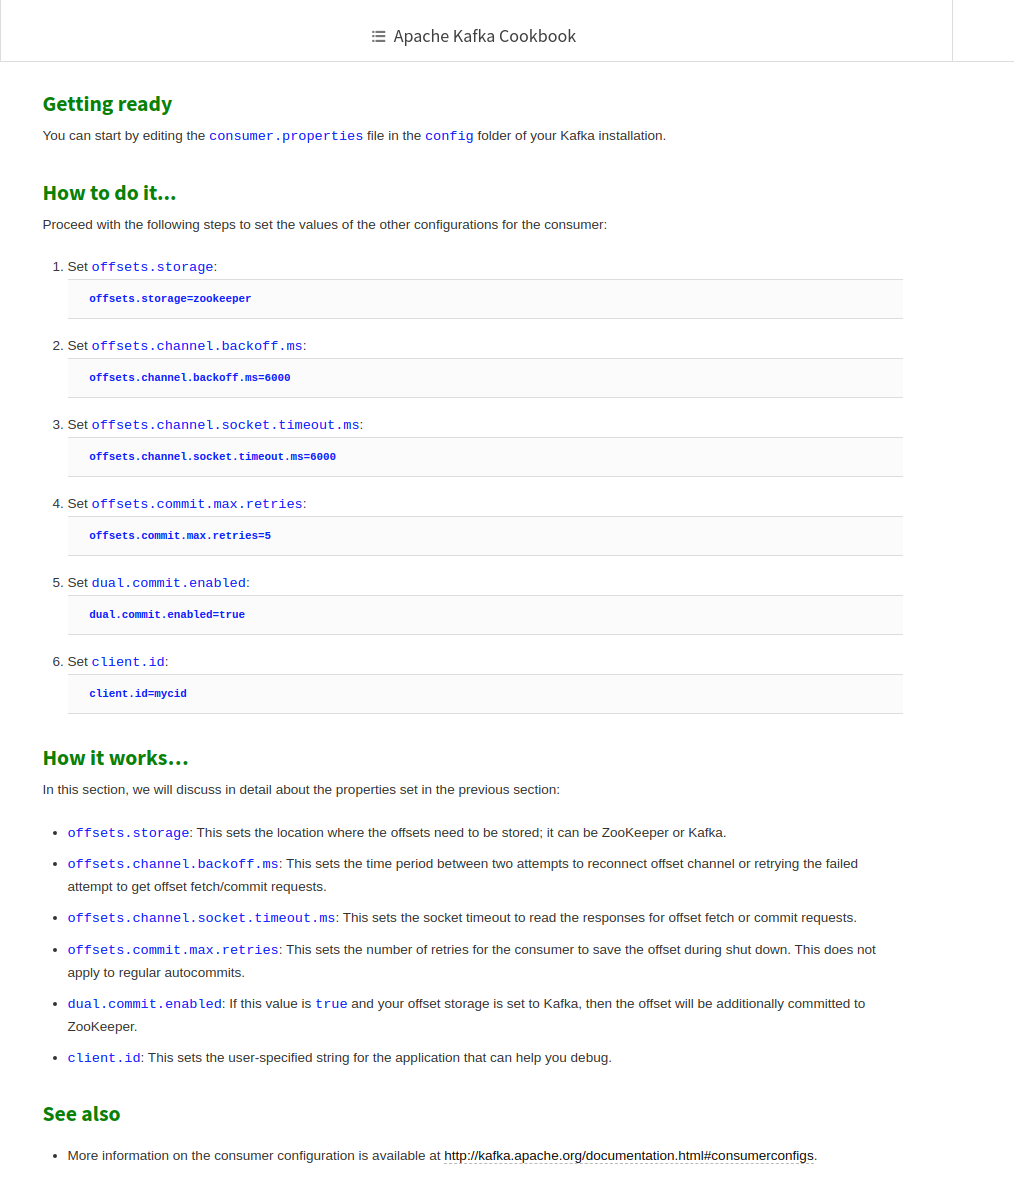 Apache Kafka Cookbook
Getting ready
You can start by editing the consumer.properties file in the config folder of your Kafka installation.
How to do it...
Proceed with the following steps to set the values of the other configurations for the consumer:
1. Set offsets.storage:
offsets.storage=zookeeper
2. Set offsets.channel.backoff.ms:
offsets.channel.backoff.ms=6000
3. Set offsets.channel.socket.timeout.ms:
offsets.channel.socket.timeout.ms=6000
4. Set offsets.commit.max.retries:
offsets.commit.max.retries=5
5. Set dual.commit.enabled:
dual.commit.enabled=true
6. Set client.id:
client.id=mycid
How it works...
In this section, we will discuss in detail about the properties set in the previous section:
• offsets.storage: This sets the location where the offsets need to be stored; it can be ZooKeeper or Kafka.
• offsets.channel.backoff.ms: This sets the time period between two attempts to reconnect offset channel or retrying the failed
attempt to get offset fetch/commit requests.
• offsets.channel.socket.timeout.ms: This sets the socket timeout to read the responses for offset fetch or commit requests.
• offsets.commit.max.retries: This sets the number of retries for the consumer to save the offset during shut down. This does not
apply to regular autocommits.
• dual.commit.enabled: If this value is true and your offset storage is set to Kafka, then the offset will be additionally committed to
ZooKeeper.
• client.id: This sets the user-specified string for the application that can help you debug.
See also
• More information on the consumer configuration is available at http://kafka.apache.org/documentation.html#consumerconfigs.